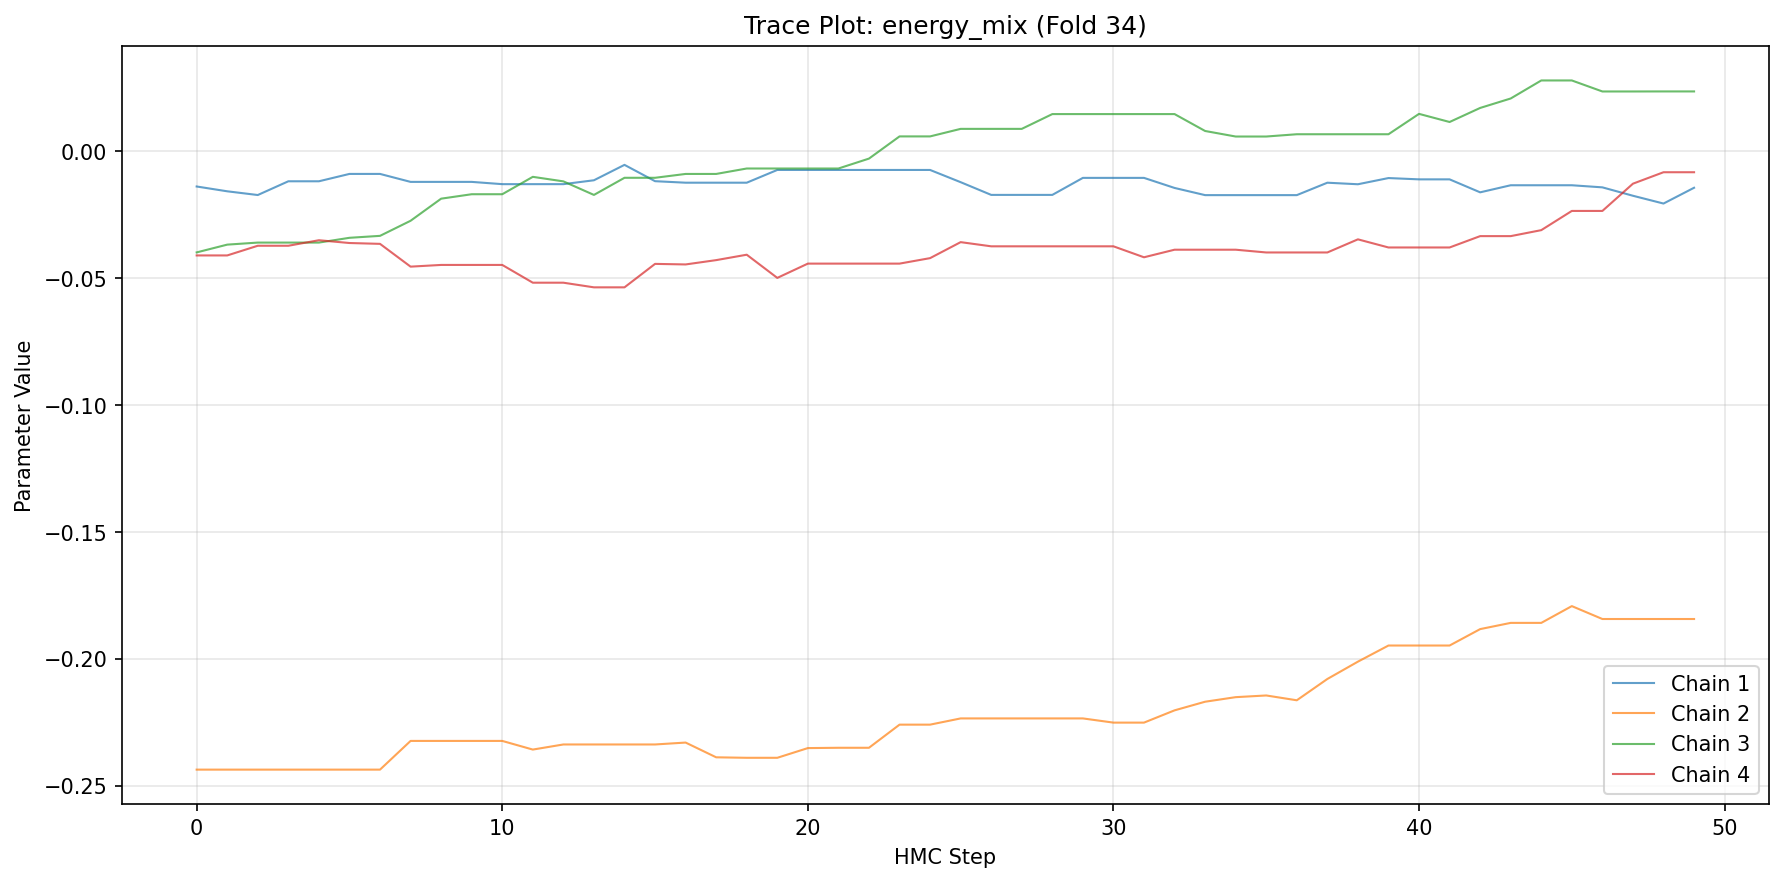 Trace Plot: energy_mix (Fold 34)
Parameter Value
0.00
−0.05
−0.10
−0.15
−0.20
−0.25
0 10 20 30 40 50
HMC Step
Chain 1
Chain 2
Chain 3
Chain 4